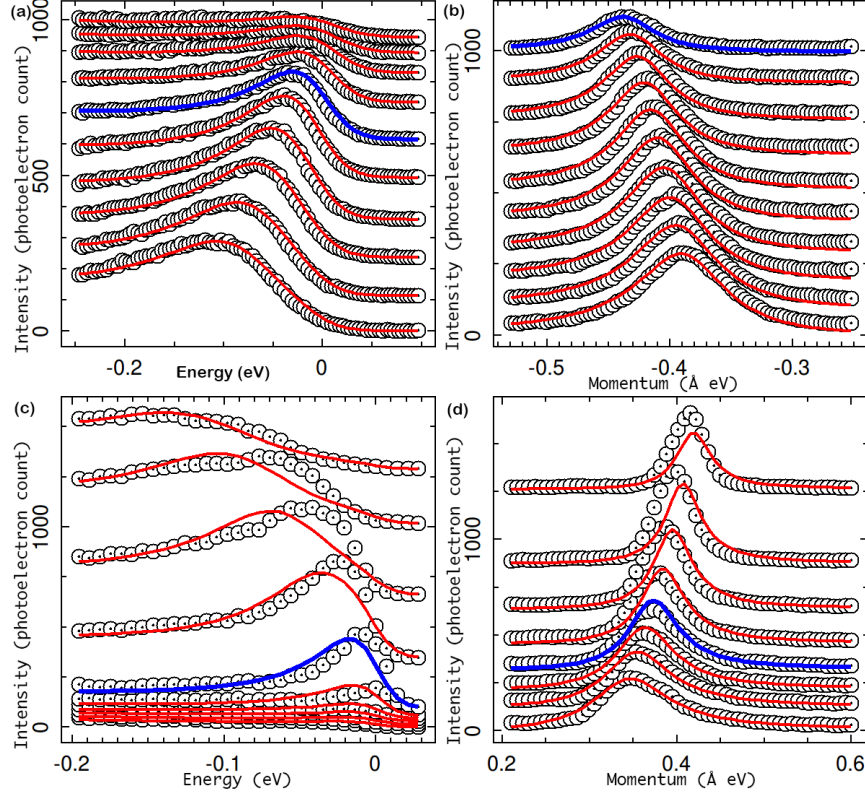 (a)
Intensity (photoelectron count)
1000
500
0
-0.2
0
Energy (eV)
(b)
Intensity (photoelectron count)
1000
0
-0.5
-0.4
-0.3
Momentum (Å eV)
(c)
Intensity (photoelectron count)
1000
0
-0.2
-0.1
0
Energy (eV)
(d)
Intensity (photoelectron count)
1000
0
0.2
0.4
0.6
Momentum (Å eV)